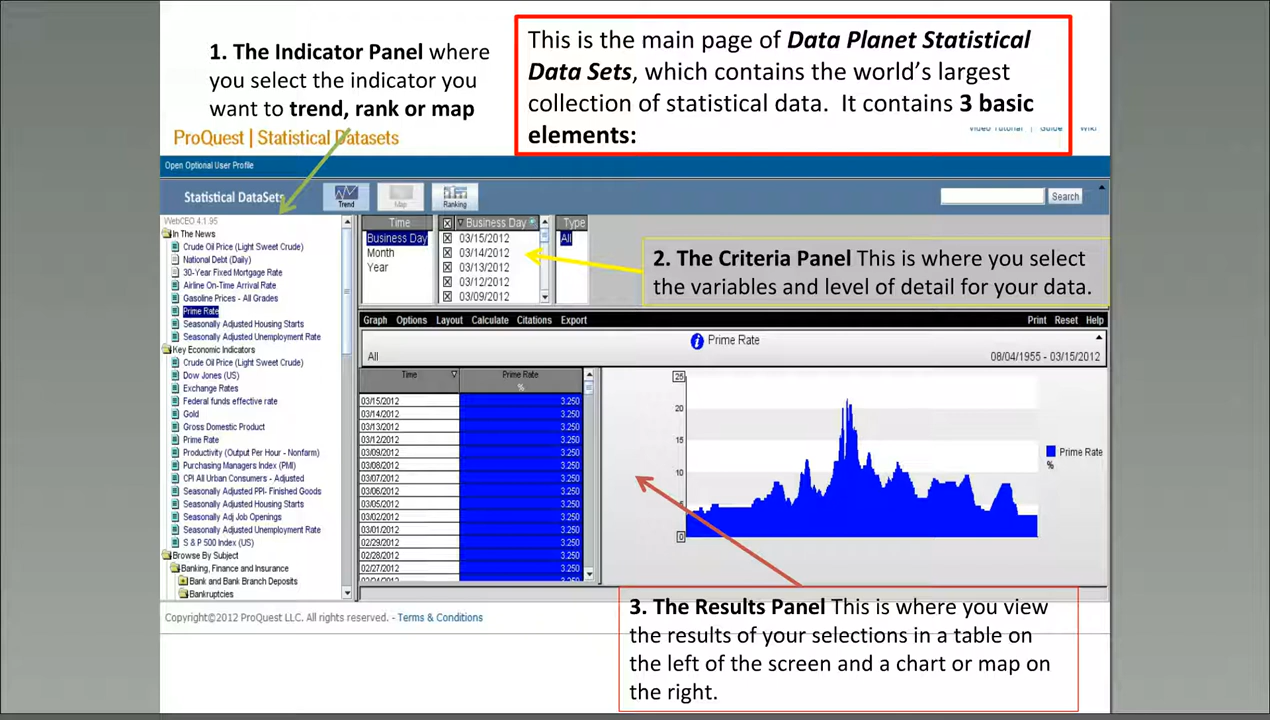 1. The Indicator Panel where
you select the indicator you
want to trend, rank or map
This is the main page of Data Planet Statistical
Data Sets, which contains the world's largest
collection of statistical data. It contains 3 basic
elements:
ProQuest | Statistical Datasets
Video Tutorial | Guide Wiki
Open Optional User Profile
Statistical DataSets
Trend
Map
Ranking
Search
WebCEO 4.1.95
In The News
Crude Oil Price (Light Sweet Crude)
National Debt (Daily)
30-Year Fixed Mortgage Rate
Airline On-Time Arrival Rate
Gasoline Prices - All Grades
Prime Rate
Seasonally Adjusted Housing Starts
Seasonally Adjusted Unemployment Rate
Key Economic Indicators
Crude Oil Price (Light Sweet Crude)
Dow Jones (US)
Exchange Rates
Federal funds effective rate
Gold
Gross Domestic Product
Prime Rate
Productivity (Output Per Hour - Nonfarm)
Purchasing Managers Index (PMI)
CPI All Urban Consumers - Adjusted
Seasonally Adjusted PPI- Finished Goods
Seasonally Adjusted Housing Starts
Seasonally Adj Job Openings
Seasonally Adjusted Unemployment Rate
S & P 500 Index (US)
Browse By Subject
Banking, Finance and Insurance
Bank and Bank Branch Deposits
Bankruptcies
Time
Business Day
Month
Year
Business Day
03/15/2012
03/14/2012
03/13/2012
03/12/2012
03/09/2012
Type
All
2. The Criteria Panel This is where you select
the variables and level of detail for your data.
Graph Options Layout Calculate Citations Export Print Reset Help
Prime Rate
All 08/04/1955 - 03/15/2012
Time Prime Rate
%
03/15/2012 3.250
03/14/2012 3.250
03/13/2012 3.250
03/12/2012 3.250
03/09/2012 3.250
03/08/2012 3.250
03/07/2012 3.250
03/06/2012 3.250
03/05/2012 3.250
03/02/2012 3.250
03/01/2012 3.250
02/29/2012 3.250
02/28/2012 3.250
02/27/2012 3.250
02/24/2012 3.250
25
20
15
10
5
0
Prime Rate
%
3. The Results Panel This is where you view
the results of your selections in a table on
the left of the screen and a chart or map on
the right.
Copyright©2012 ProQuest LLC. All rights reserved. - Terms & Conditions